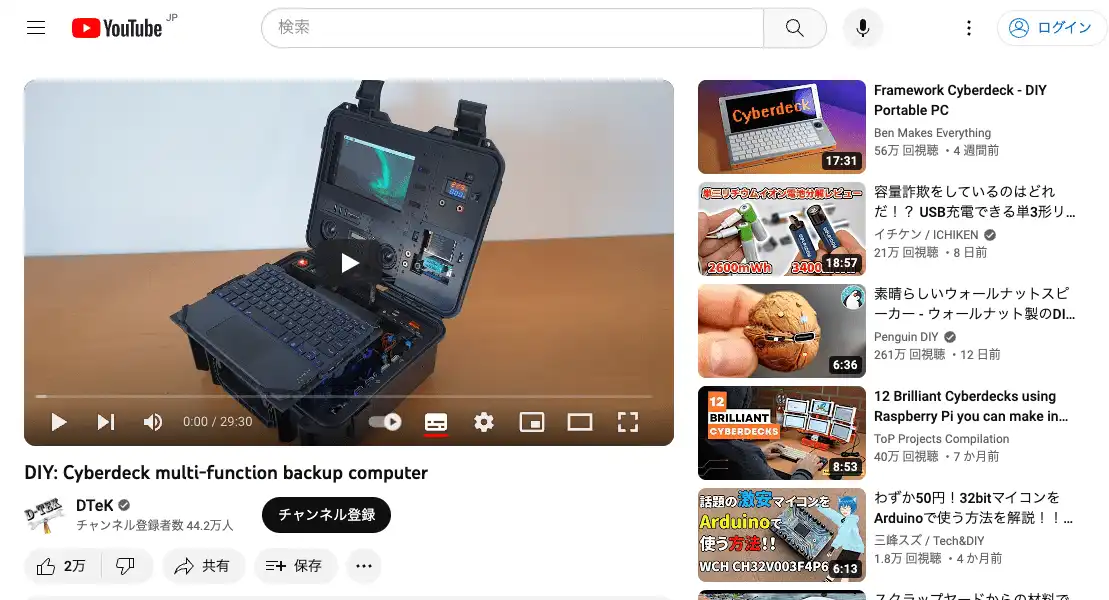 YouTube JP
検索
ログイン
0:00 / 29:30
DIY: Cyberdeck multi-function backup computer
D-TEK
DTeK
チャンネル登録者数 44.2万人
チャンネル登録
2万
共有
保存
Cyberdeck
17:31
Framework Cyberdeck - DIY
Portable PC
Ben Makes Everything
56万 回視聴 ・4 週間前
単三リチウムイオン電池分解レビュー
2600mWh
3400
18:57
容量詐欺をしているのはどれ
だ！？ USB充電できる単3形リ...
イチケン / ICHIKEN
21万 回視聴 ・8 日前
6:36
素晴らしいウォールナットスピ
ーカー - ウォールナット製のDI...
Penguin DIY
261万 回視聴 ・12 日前
12
BRILLIANT
CYBERDECKS
8:53
12 Brilliant Cyberdecks using
Raspberry Pi you can make in...
ToP Projects Compilation
40万 回視聴 ・7 か月前
話題の激安マイコンを
Arduinoで
使う方法!!
WCH CH32V003F4P6
6:13
わずか50円！32bitマイコンを
Arduinoで使う方法を解説！！...
三峰スズ / Tech&DIY
1.8万 回視聴 ・4 か月前
スクラップヤードからの材料で